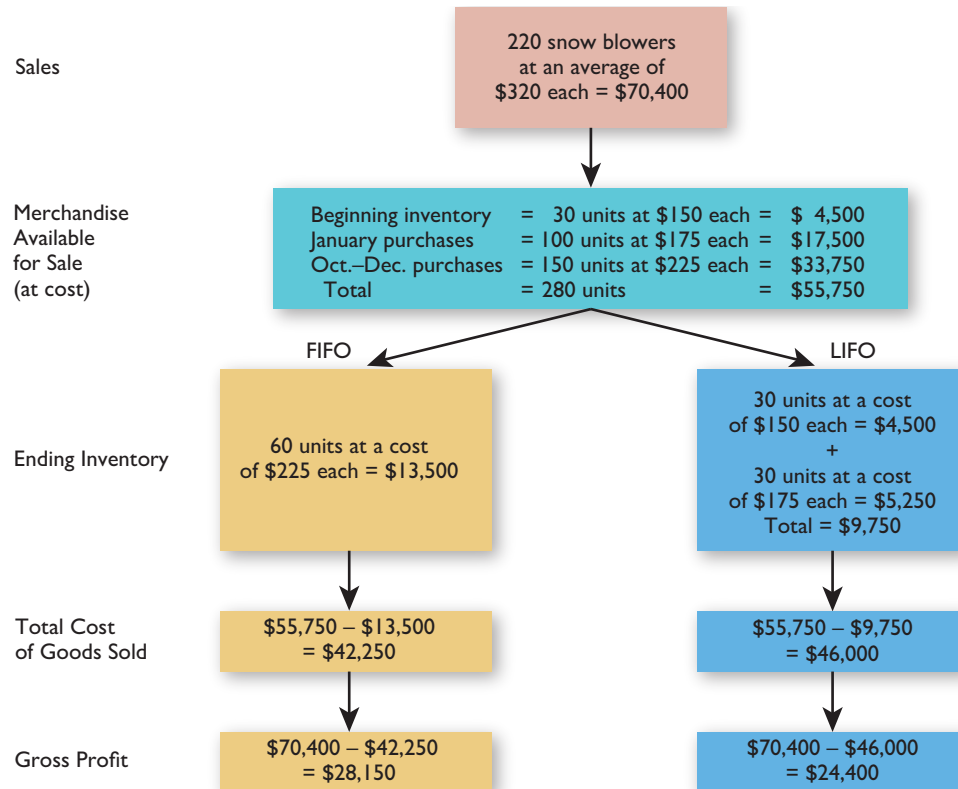 Sales
220 snow blowers
at an average of
$320 each = $70,400
Merchandise
Available
for Sale
(at cost)
Beginning inventory = 30 units at $150 each = $ 4,500
January purchases = 100 units at $175 each = $17,500
Oct.–Dec. purchases = 150 units at $225 each = $33,750
Total = 280 units = $55,750
FIFO
LIFO
Ending Inventory
60 units at a cost
of $225 each = $13,500
30 units at a cost
of $150 each = $4,500
+
30 units at a cost
of $175 each = $5,250
Total = $9,750
Total Cost
of Goods Sold
$55,750 – $13,500
= $42,250
$55,750 – $9,750
= $46,000
Gross Profit
$70,400 – $42,250
= $28,150
$70,400 – $46,000
= $24,400